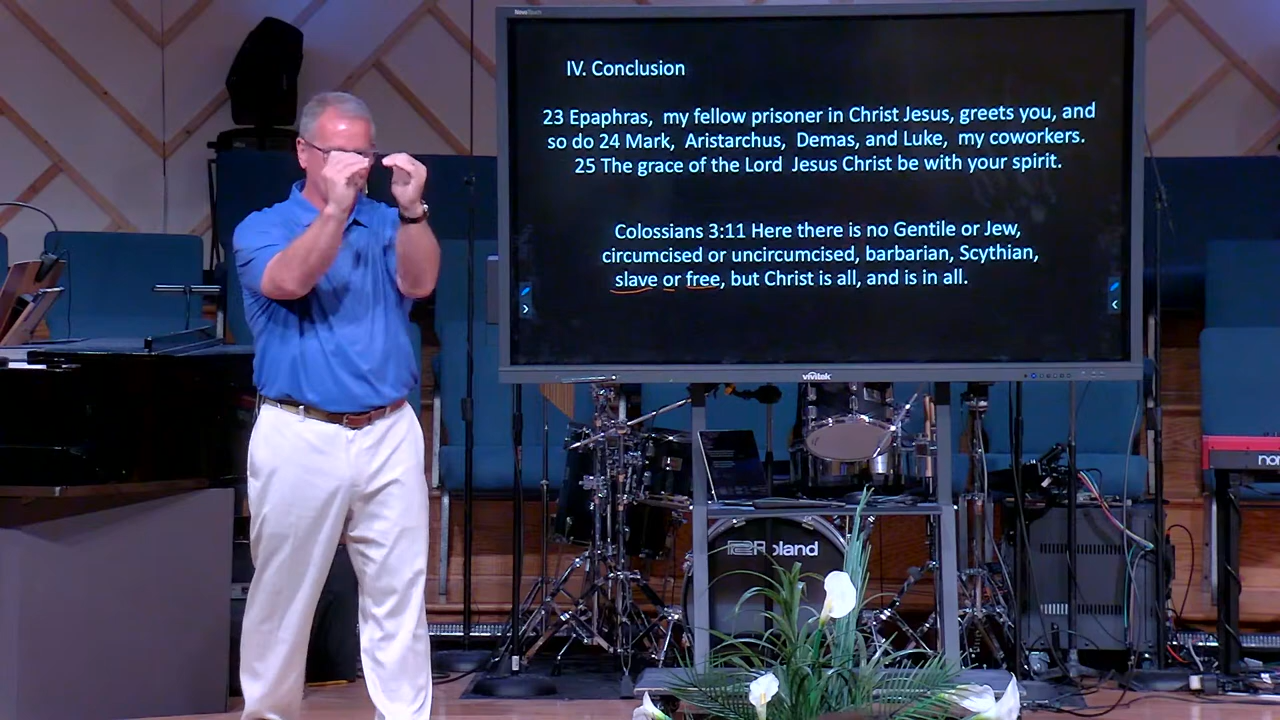 NewsTouch
IV. Conclusion
23 Epaphras, my fellow prisoner in Christ Jesus, greets you, and
so do 24 Mark, Aristarchus, Demas, and Luke, my coworkers.
25 The grace of the Lord Jesus Christ be with your spirit.
Colossians 3:11 Here there is no Gentile or Jew,
circumcised or uncircumcised, barbarian, Scythian,
slave or free, but Christ is all, and is in all.
vivitek
Roland
nor